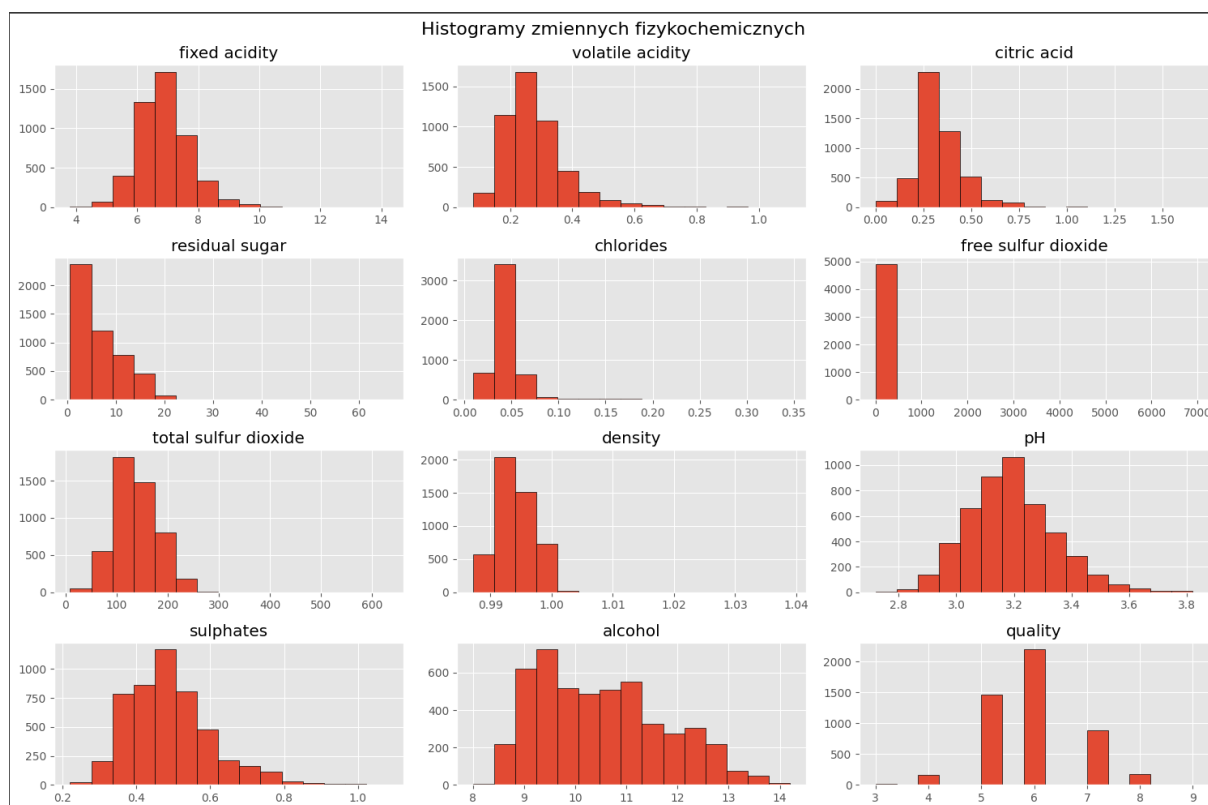 Histogramy zmiennych fizykochemicznych
fixed acidity
volatile acidity
citric acid
1500
1000
500
0
4 6 8 10 12 14
1500
1000
500
0
0.2 0.4 0.6 0.8 1.0
2000
1500
1000
500
0
0.00 0.25 0.50 0.75 1.00 1.25 1.50
residual sugar
chlorides
free sulfur dioxide
2000
1500
1000
500
0
0 10 20 30 40 50 60
3000
2000
1000
0
0.00 0.05 0.10 0.15 0.20 0.25 0.30 0.35
5000
4000
3000
2000
1000
0
0 1000 2000 3000 4000 5000 6000 7000
total sulfur dioxide
density
pH
1500
1000
500
0
0 100 200 300 400 500 600
2000
1500
1000
500
0
0.99 1.00 1.01 1.02 1.03 1.04
1000
800
600
400
200
0
2.8 3.0 3.2 3.4 3.6 3.8
sulphates
alcohol
quality
1000
750
500
250
0
0.2 0.4 0.6 0.8 1.0
600
400
200
0
8 9 10 11 12 13 14
2000
1500
1000
500
0
3 4 5 6 7 8 9